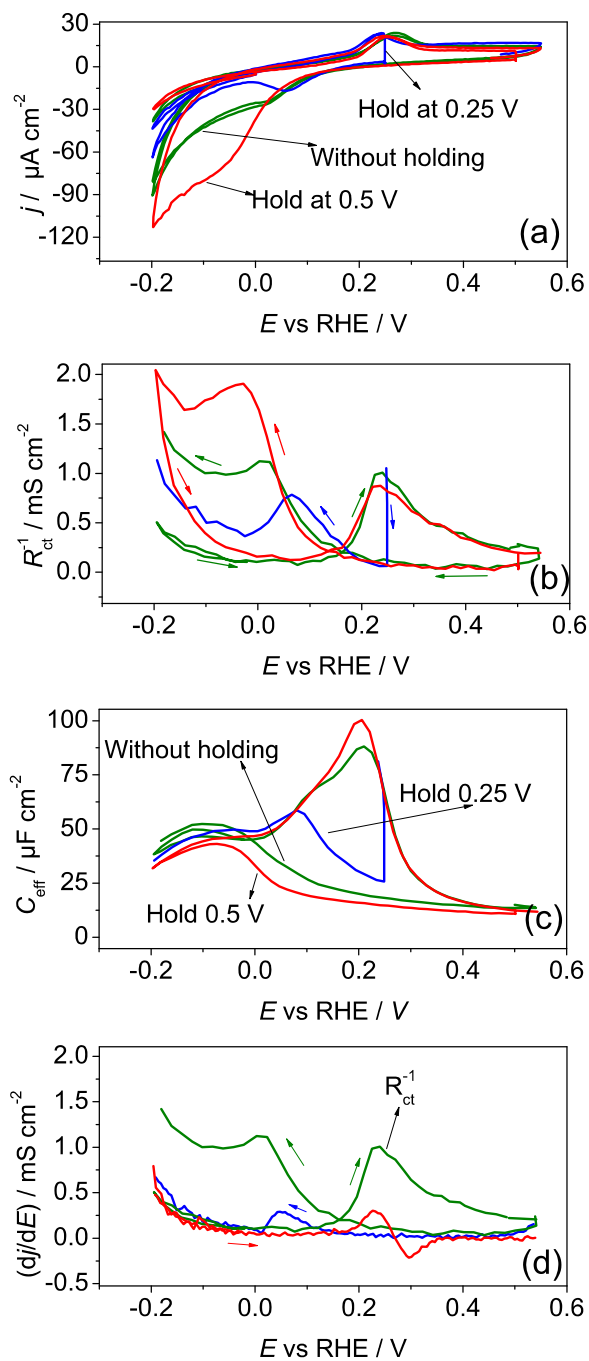 30
0
-30
-60
-90
-120
j / µA cm-2
Hold at 0.25 V
Without holding
Hold at 0.5 V
(a)
-0.2 0.0 0.2 0.4 0.6
E vs RHE / V
2.0
1.5
1.0
0.5
0.0
R-1ct / mS cm-2
(b)
-0.2 0.0 0.2 0.4 0.6
E vs RHE / V
100
75
50
25
0
Ceff / µF cm-2
Without holding
Hold 0.25 V
Hold 0.5 V
(c)
-0.2 0.0 0.2 0.4 0.6
E vs RHE / V
2.0
1.5
1.0
0.5
0.0
-0.5
(dj/dE) / mS cm-2
R-1ct
(d)
-0.2 0.0 0.2 0.4 0.6
E vs RHE / V